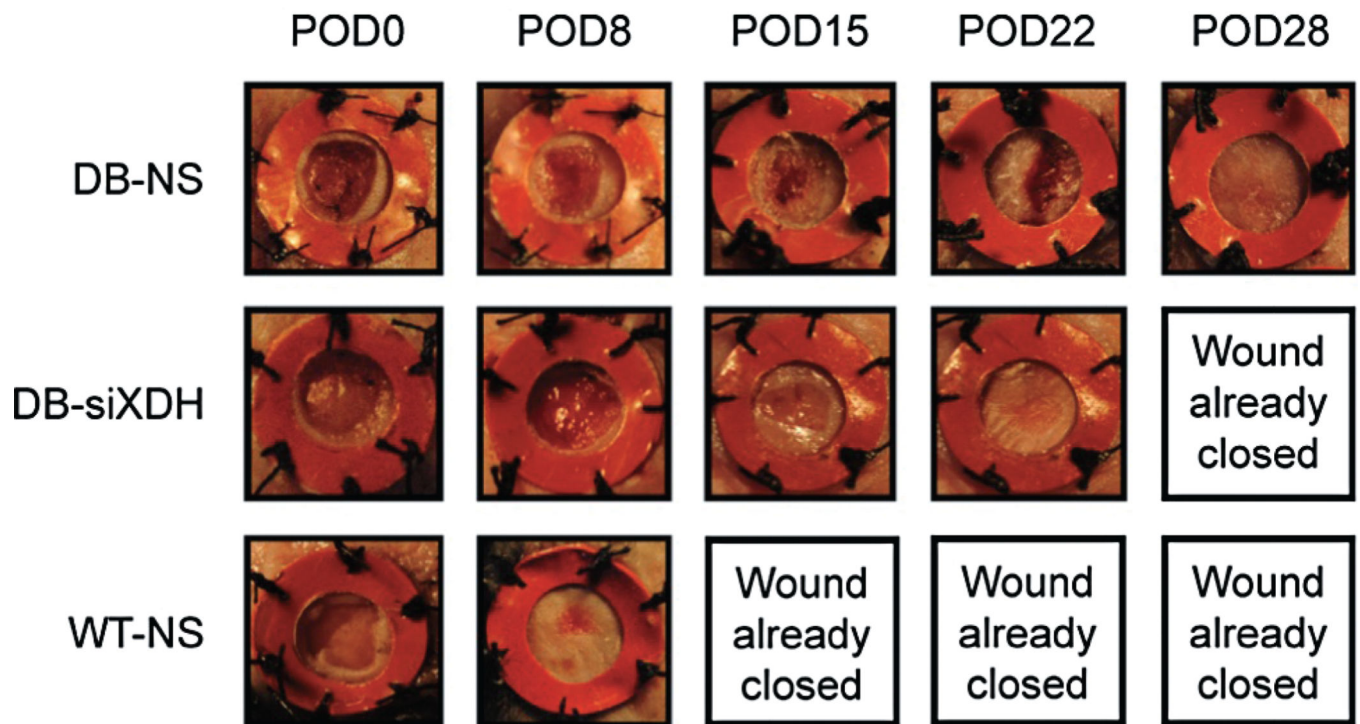 POD0 POD8 POD15 POD22 POD28
DB-NS
DB-siXDH
Wound
already
closed
WT-NS
Wound
already
closed
Wound
already
closed
Wound
already
closed